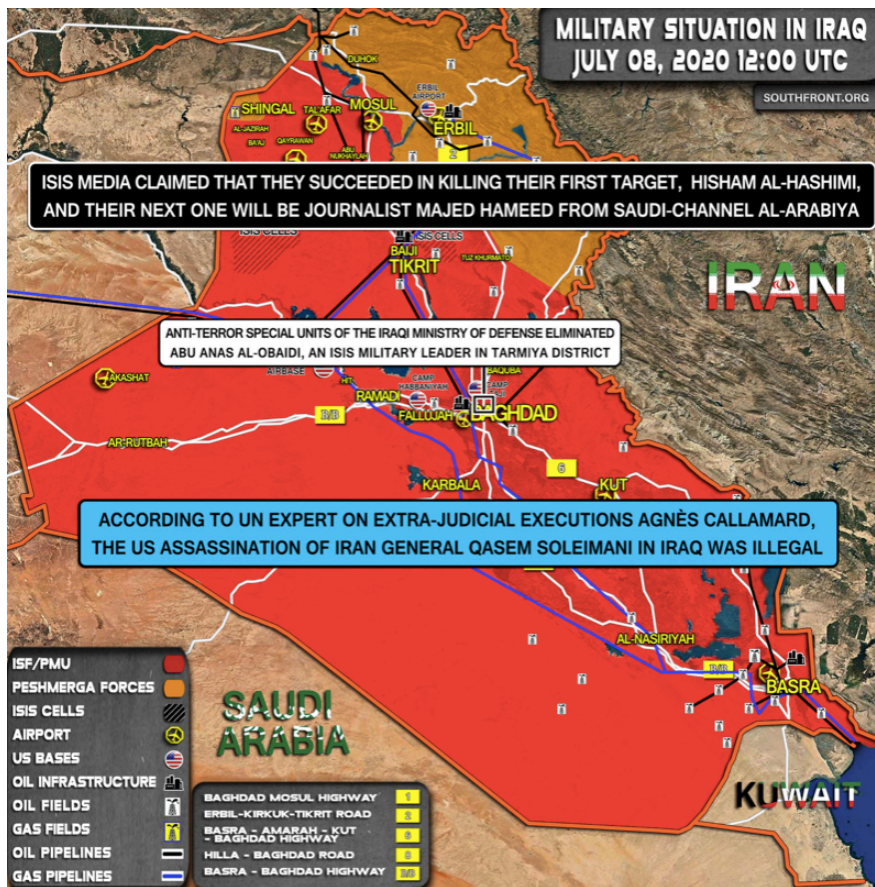 MILITARY SITUATION IN IRAQ
JULY 08, 2020 12:00 UTC
SOUTHFRONT.ORG
DUHOK
ERBIL
AIRPORT
SHINGAL
TAL'AFAR
MOSUL
ERBIL
AL-JAZIRAH
BA'AJ
QAYRAWAN
ABU
NUKHAYLAH
2
ISIS MEDIA CLAIMED THAT THEY SUCCEEDED IN KILLING THEIR FIRST TARGET, HISHAM AL-HASHIMI,
AND THEIR NEXT ONE WILL BE JOURNALIST MAJED HAMEED FROM SAUDI-CHANNEL AL-ARABIYA
ISIS CELLS
ISIS CELLS
BAIJI
TIKRIT
TUZ KHURMATO
IRAN
ANTI-TERROR SPECIAL UNITS OF THE IRAQI MINISTRY OF DEFENSE ELIMINATED
ABU ANAS AL-OBAIDI, AN ISIS MILITARY LEADER IN TARMIYA DISTRICT
AKASHAT
AIRBASE
HIT
CAMP
HABBANIYAH
BAQUBA
CAMP
RAMADI
FALLUJAH
BAGHDAD
B/B
AR-RUTBAH
KARBALA
6
KUT
ACCORDING TO UN EXPERT ON EXTRA-JUDICIAL EXECUTIONS AGNÈS CALLAMARD,
THE US ASSASSINATION OF IRAN GENERAL QASEM SOLEIMANI IN IRAQ WAS ILLEGAL
AL-NASIRIYAH
B/B
BASRA
SAUDI
ARABIA
KUWAIT
ISF/PMU
PESHMERGA FORCES
ISIS CELLS
AIRPORT
US BASES
OIL INFRASTRUCTURE
OIL FIELDS
GAS FIELDS
OIL PIPELINES
GAS PIPELINES
BAGHDAD MOSUL HIGHWAY 1
ERBIL-KIRKUK-TIKRIT ROAD 2
BASRA - AMARAH - KUT
- BAGHDAD HIGHWAY 6
HILLA - BAGHDAD ROAD 8
BASRA - BAGHDAD HIGHWAY B/B